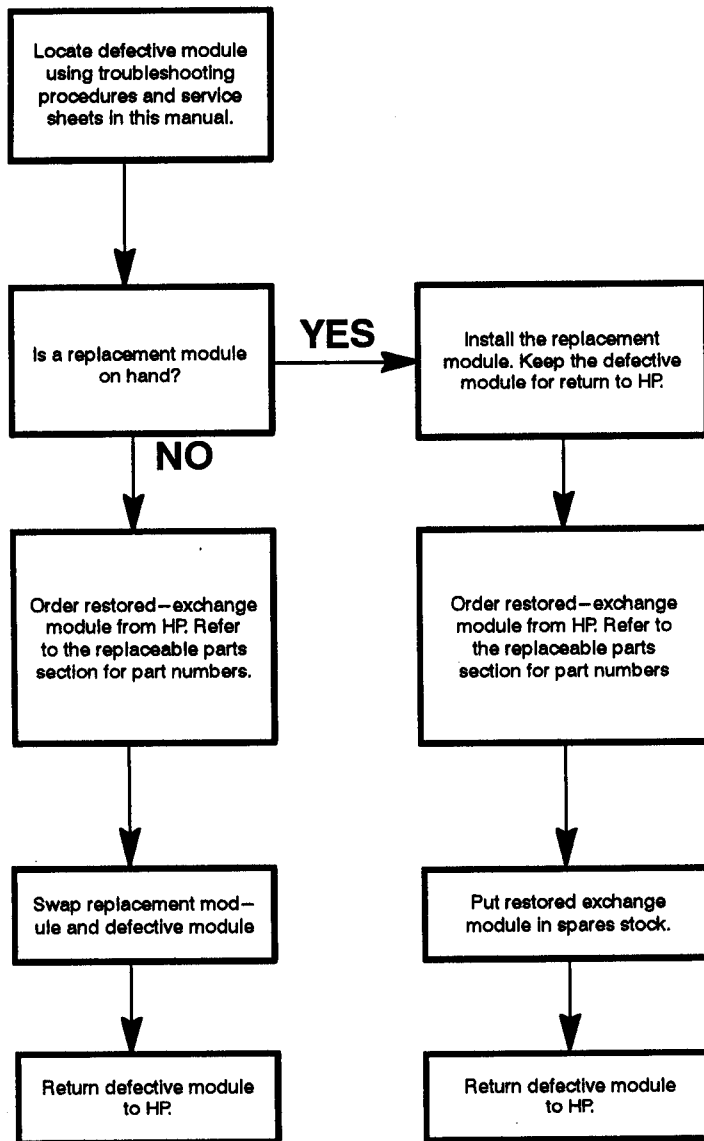 Locate defective module
using troubleshooting
procedures and service
sheets in this manual.
Is a replacement module
on hand?
YES
Install the replacement
module. Keep the defective
module for return to HP.
NO
Order restored–exchange
module from HP. Refer
to the replaceable parts
section for part numbers.
Order restored–exchange
module from HP. Refer to
the replaceable parts
section for part numbers
Swap replacement mod–
ule and defective module
Put restored exchange
module in spares stock.
Return defective module
to HP.
Return defective module
to HP.